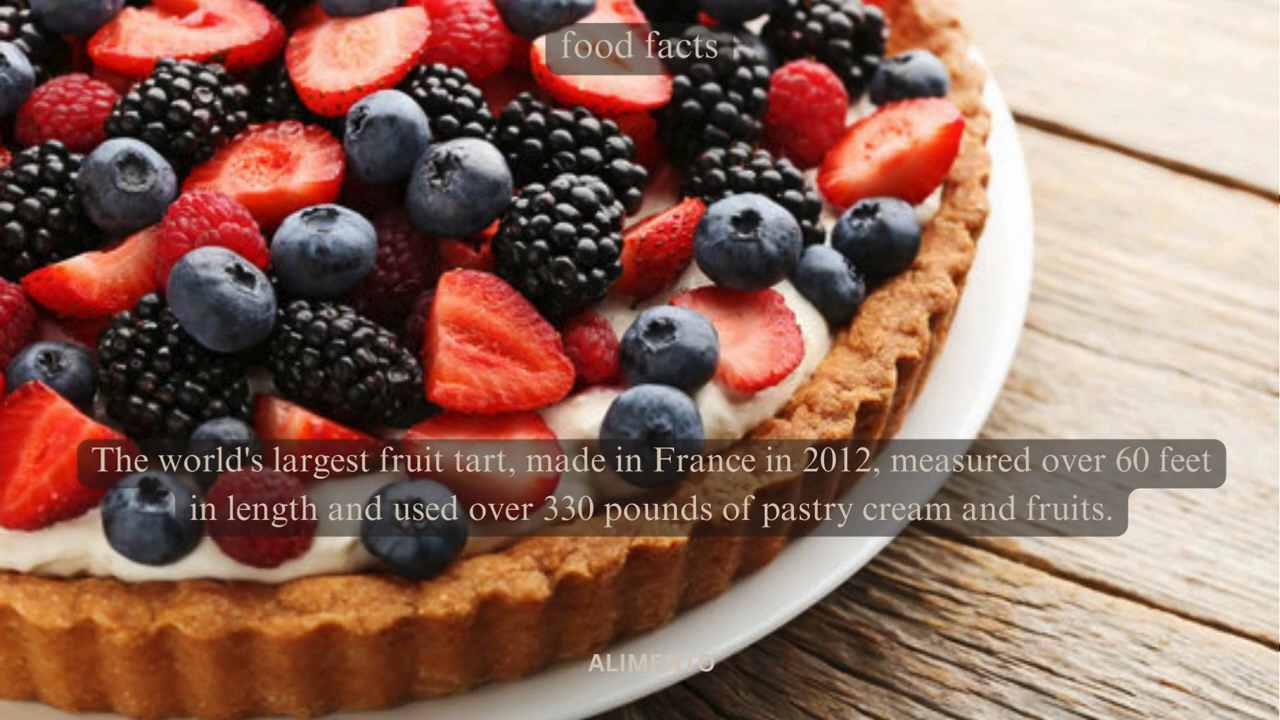 food facts
The world's largest fruit tart, made in France in 2012, measured over 60 feet
in length and used over 330 pounds of pastry cream and fruits.
ALIMENTO